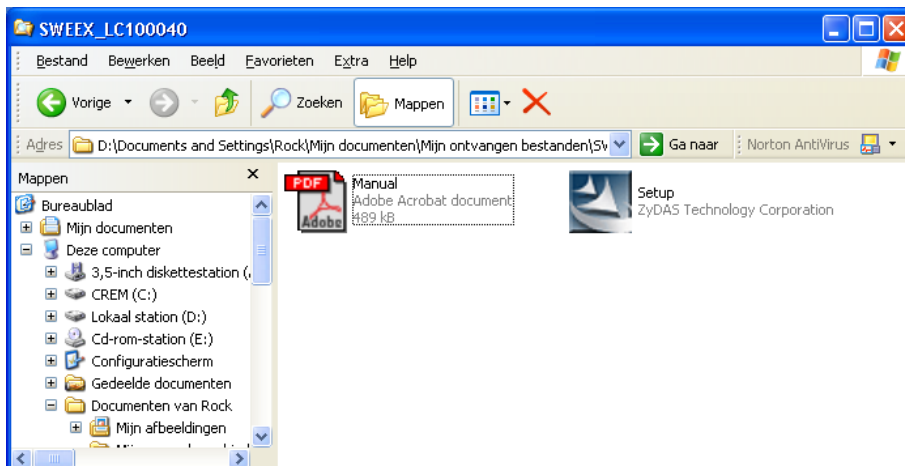 SWEEX_LC100040
Bestand Bewerken Beeld Favorieten Extra Help
Vorige Zoeken Mappen
Adres D:\Documents and Settings\Rock\Mijn documenten\Mijn ontvangen bestanden\ Ga naar Norton AntiVirus
Mappen
Bureaublad
Mijn documenten
Deze computer
3,5-inch diskettestation (
CREM (C:)
Lokaal station (D:)
Cd-rom-station (E:)
Configuratiescherm
Gedeelde documenten
Documenten van Rock
Mijn afbeeldingen
PDF
Adobe
Manual
Adobe Acrobat document
489 kB
Setup
ZyDAS Technology Corporation